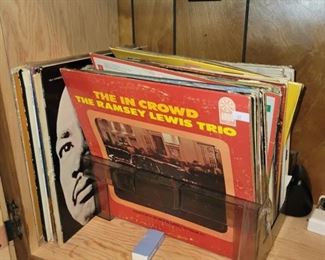 THE IN CROWD
THE RAMSEY LEWIS TRIO